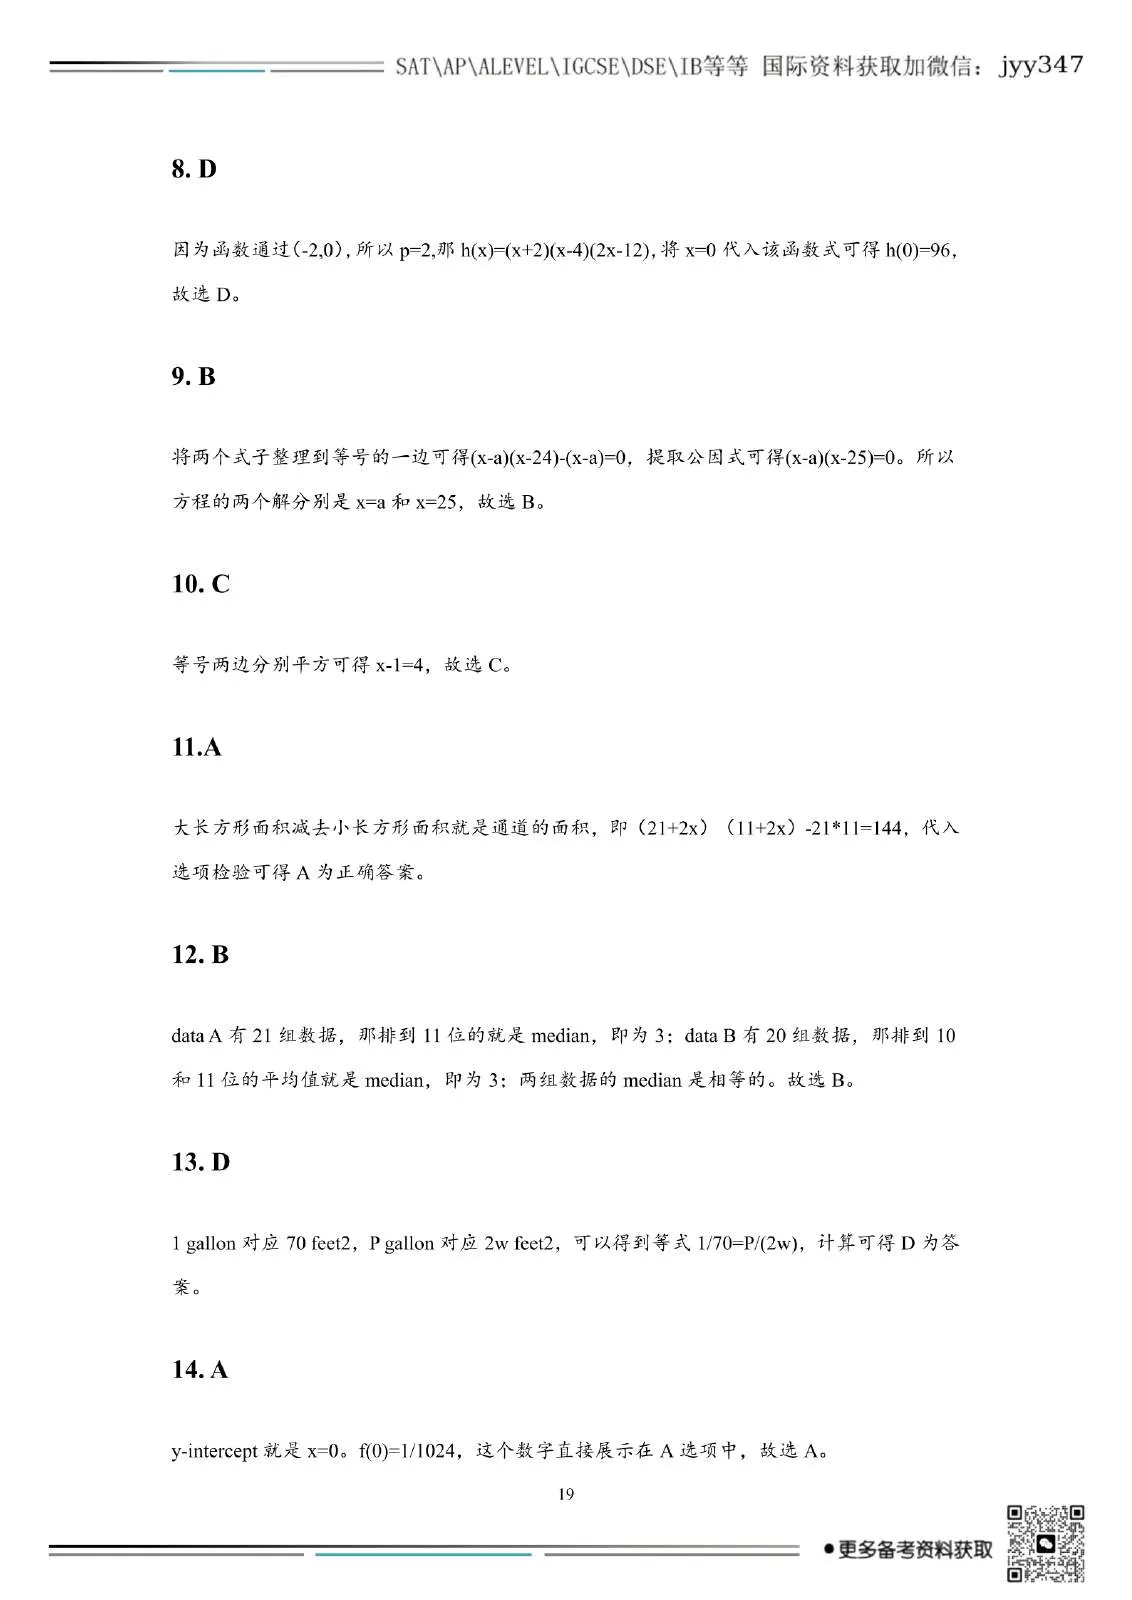 SAT\AP\ALEVEL\IGCSE\DSE\IB等等 国际资料获取加微信: jyy347
8. D
因为函数通过(-2,0),所以 p=2,那 h(x)=(x+2)(x-4)(2x-12),将 x=0 代入该函数式可得 h(0)=96,
故选 D。
9. B
将两个式子整理到等号的一边可得(x-a)(x-24)-(x-a)=0，提取公因式可得(x-a)(x-25)=0。所以
方程的两个解分别是 x=a 和 x=25，故选 B。
10. C
等号两边分别平方可得 x-1=4，故选 C。
11.A
大长方形面积减去小长方形面积就是通道的面积，即（21+2x）（11+2x）-21*11=144，代入
选项检验可得 A 为正确答案。
12. B
data A 有 21 组数据，那排到 11 位的就是 median，即为 3；data B 有 20 组数据，那排到 10
和 11 位的平均值就是 median，即为 3；两组数据的 median 是相等的。故选 B。
13. D
1 gallon 对应 70 feet2，P gallon 对应 2w feet2，可以得到等式 1/70=P/(2w)，计算可得 D 为答
案。
14. A
y-intercept 就是 x=0。f(0)=1/1024，这个数字直接展示在 A 选项中，故选 A。
19
●更多备考资料获取